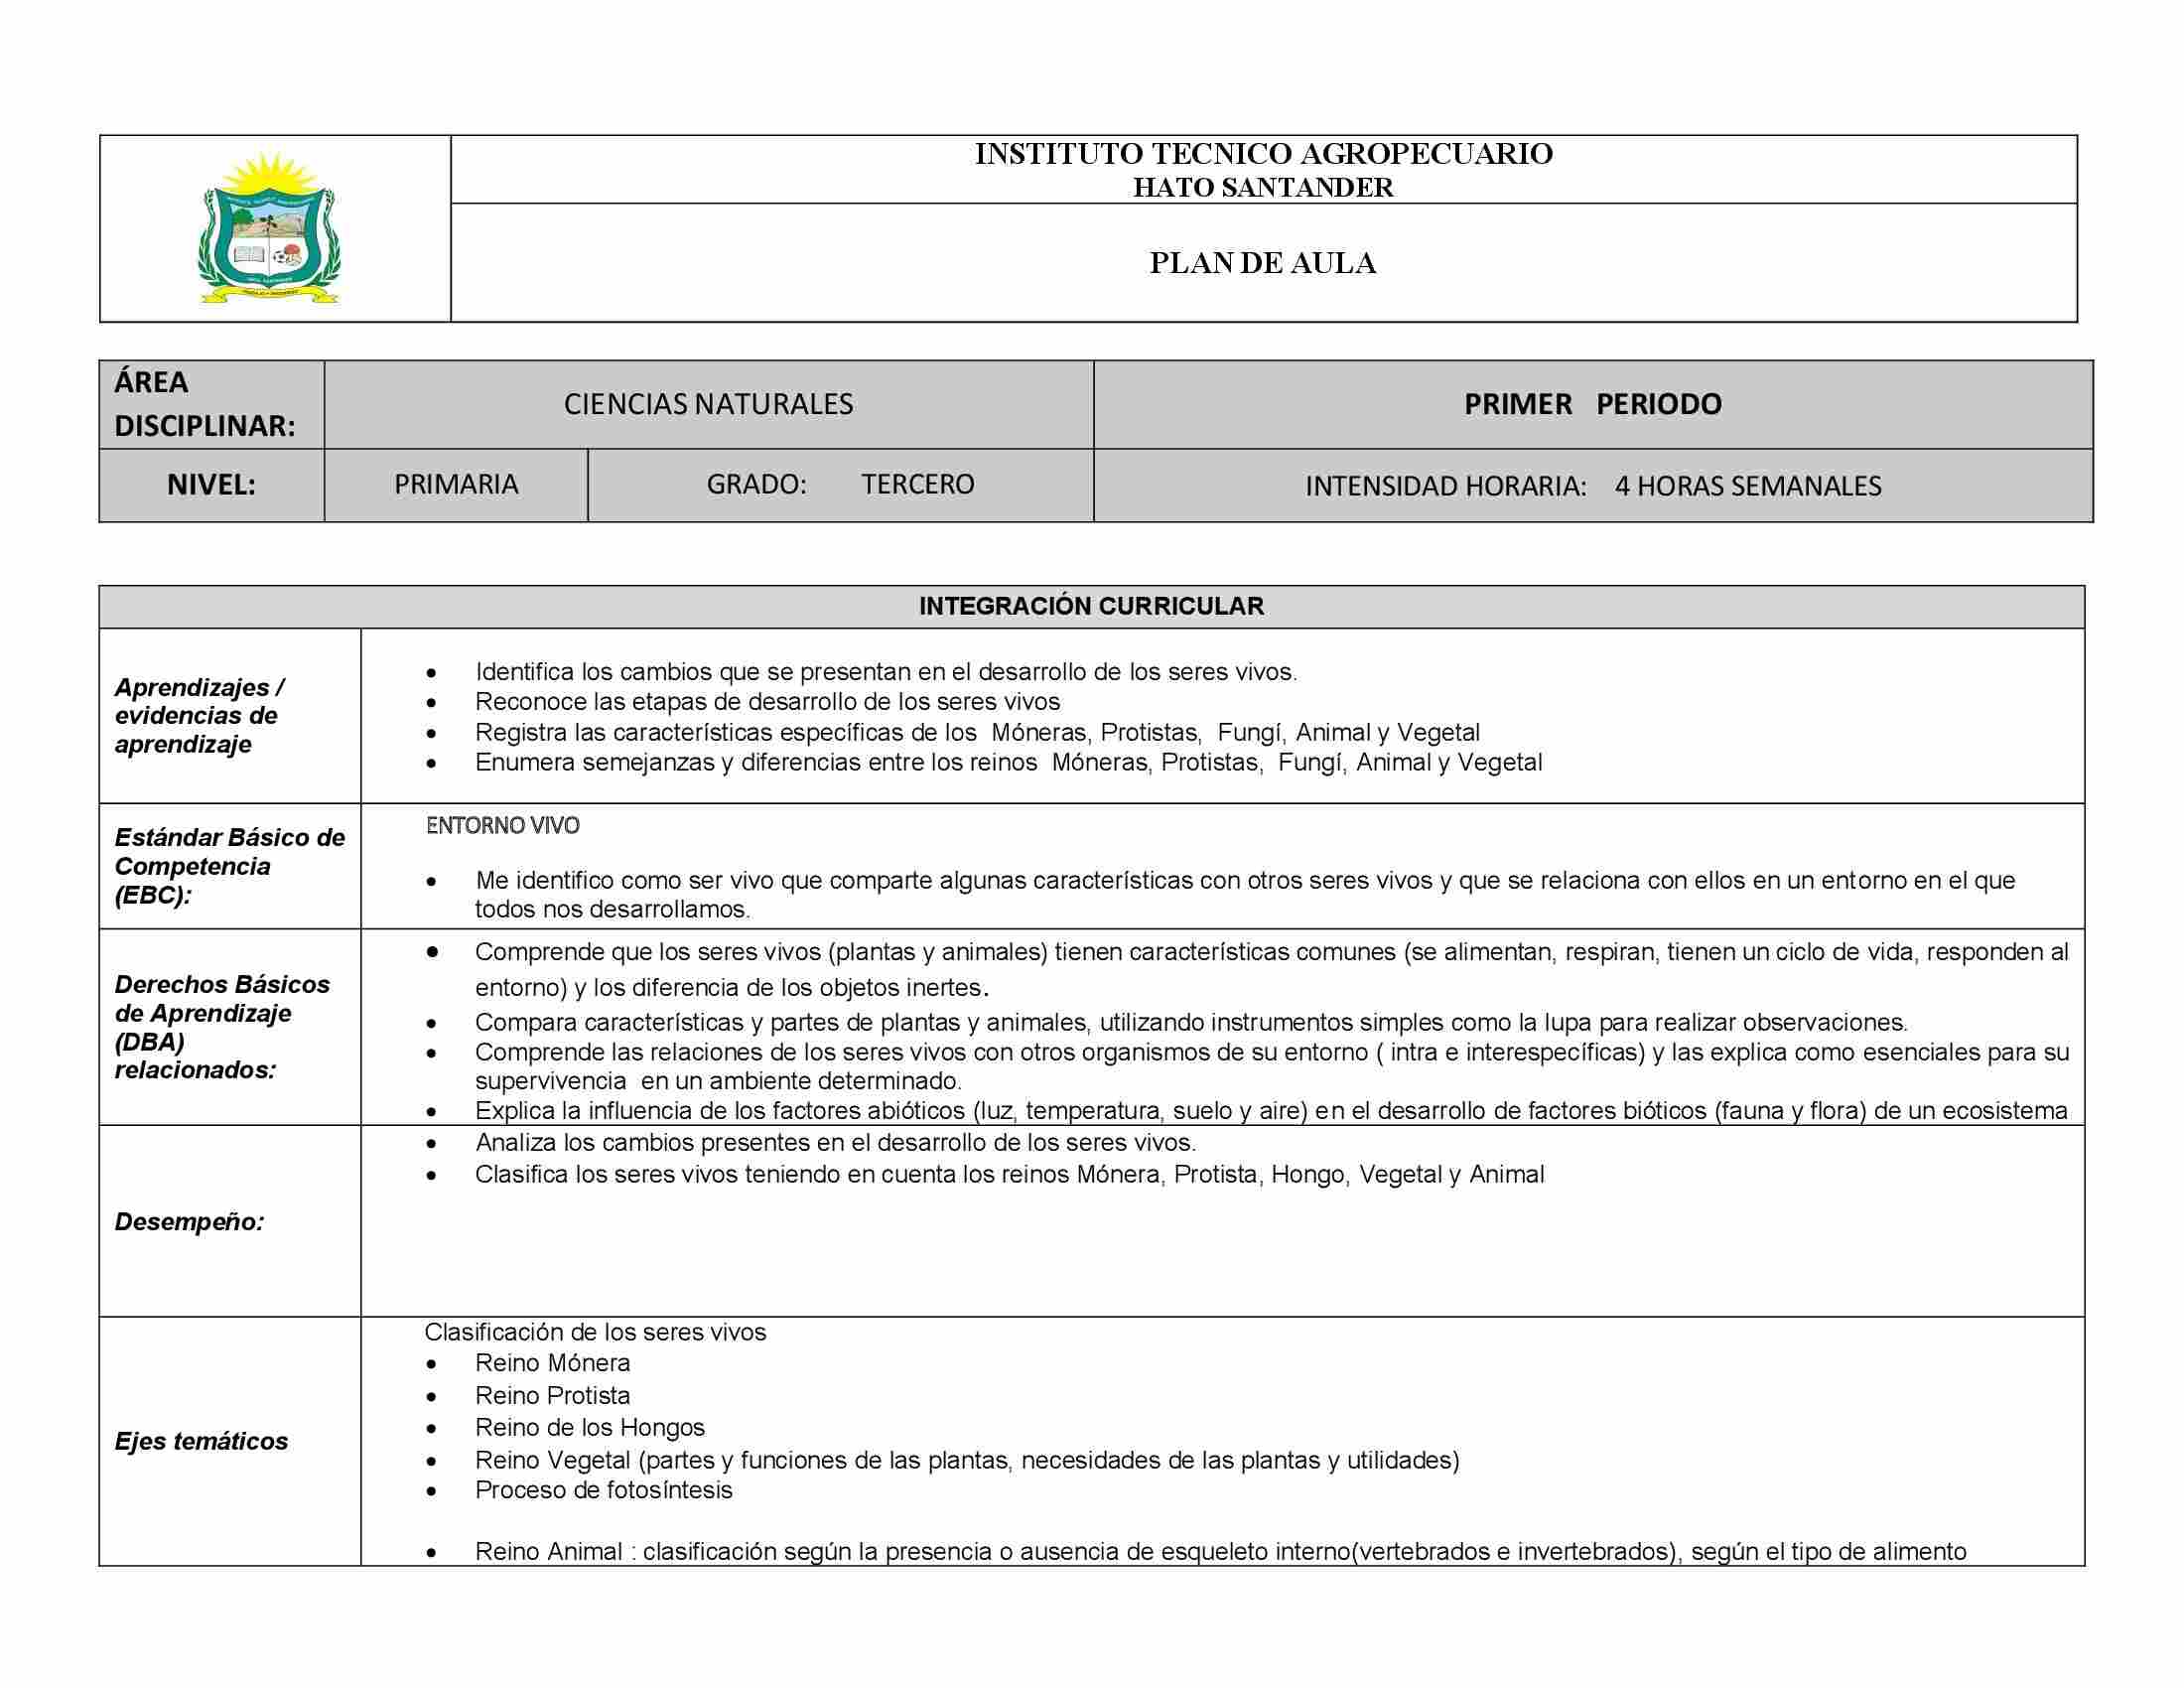 INSTITUTO TECNICO AGROPECUARIO
HATO SANTANDER
PLAN DE AULA
ÁREA
DISCIPLINAR:
CIENCIAS NATURALES
PRIMER PERIODO
NIVEL:
PRIMARIA
GRADO: TERCERO
INTENSIDAD HORARIA: 4 HORAS SEMANALES
INTEGRACIÓN CURRICULAR
Aprendizajes /
evidencias de
aprendizaje
• Identifica los cambios que se presentan en el desarrollo de los seres vivos.
• Reconoce las etapas de desarrollo de los seres vivos
• Registra las características específicas de los Móneras, Protistas, Fungí, Animal y Vegetal
• Enumera semejanzas y diferencias entre los reinos Móneras, Protistas, Fungí, Animal y Vegetal
Estándar Básico de
Competencia
(EBC):
ENTORNO VIVO
• Me identifico como ser vivo que comparte algunas características con otros seres vivos y que se relaciona con ellos en un entorno en el que
todos nos desarrollamos.
Derechos Básicos
de Aprendizaje
(DBA)
relacionados:
• Comprende que los seres vivos (plantas y animales) tienen características comunes (se alimentan, respiran, tienen un ciclo de vida, responden al
entorno) y los diferencia de los objetos inertes.
• Compara características y partes de plantas y animales, utilizando instrumentos simples como la lupa para realizar observaciones.
• Comprende las relaciones de los seres vivos con otros organismos de su entorno ( intra e interespecíficas) y las explica como esenciales para su
supervivencia en un ambiente determinado.
• Explica la influencia de los factores abióticos (luz, temperatura, suelo y aire) en el desarrollo de factores bióticos (fauna y flora) de un ecosistema
Desempeño:
• Analiza los cambios presentes en el desarrollo de los seres vivos.
• Clasifica los seres vivos teniendo en cuenta los reinos Mónera, Protista, Hongo, Vegetal y Animal
Ejes temáticos
Clasificación de los seres vivos
• Reino Mónera
• Reino Protista
• Reino de los Hongos
• Reino Vegetal (partes y funciones de las plantas, necesidades de las plantas y utilidades)
• Proceso de fotosíntesis
• Reino Animal : clasificación según la presencia o ausencia de esqueleto interno(vertebrados e invertebrados), según el tipo de alimento